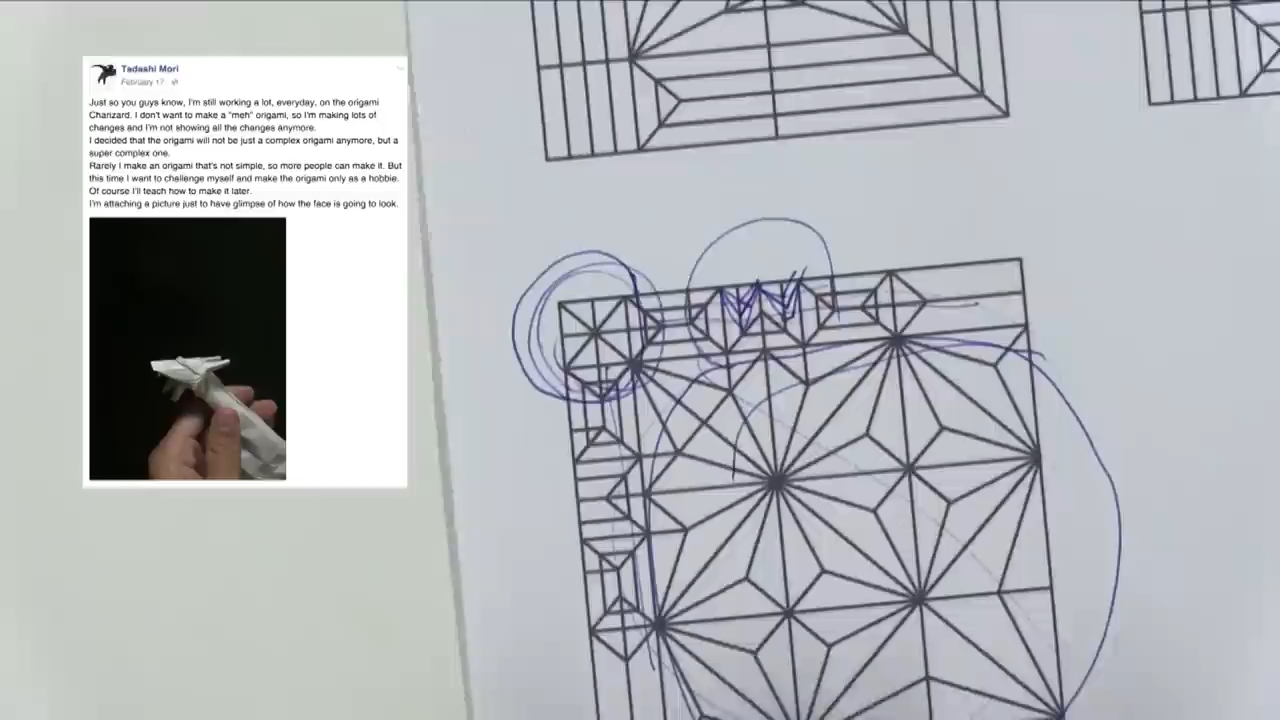 Tadashi Mori
February 17
Just so you guys know, I'm still working a lot, everyday, on the origami
Charizard. I don't want to make a "meh" origami, so I'm making lots of
changes and I'm not showing all the changes anymore.
I decided that the origami will not be just a complex origami anymore, but a
super complex one.
Rarely I make an origami that's not simple, so more people can make it. But
this time I want to challenge myself and make the origami only as a hobbie.
Of course I'll teach how to make it later.
I'm attaching a picture just to have glimpse of how the face is going to look.